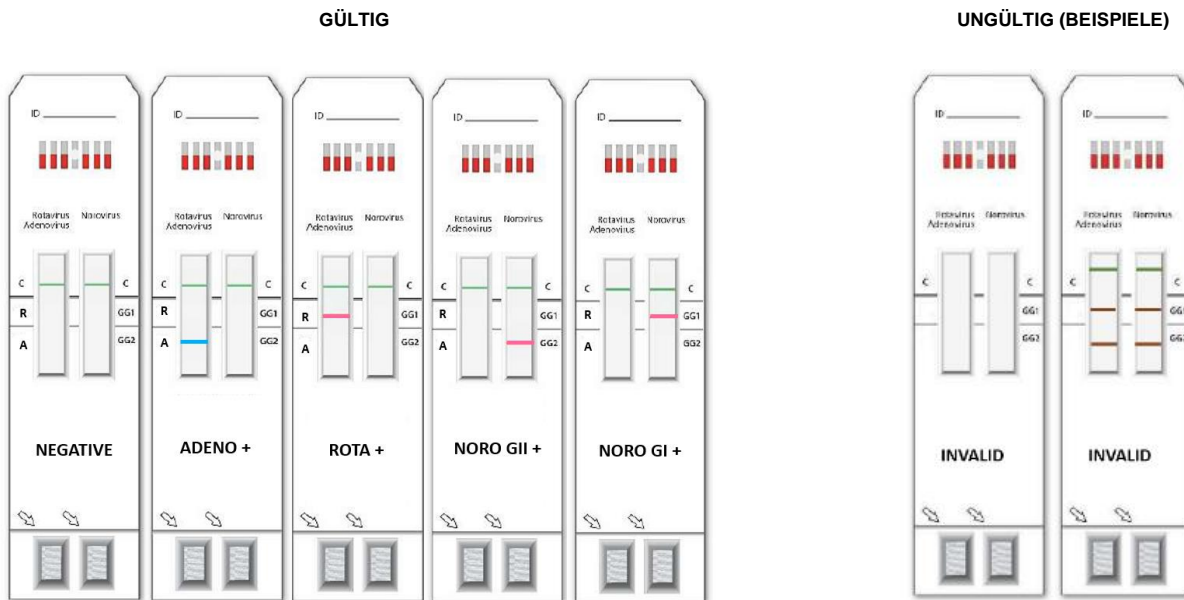 GÜLTIG
UNGÜLTIG (BEISPIELE)
ID
Rotavirus Norovirus
Adenovirus
C C
R GG1
A GG2
NEGATIVE
ID
Rotavirus Norovirus
Adenovirus
C C
R GG1
A GG2
ADENO +
ID
Rotavirus Norovirus
Adenovirus
C C
R GG1
A GG2
ROTA +
ID
Rotavirus Norovirus
Adenovirus
C C
R GG1
A GG2
NORO GII +
ID
Rotavirus Norovirus
Adenovirus
C C
R GG1
A GG2
NORO GI +
ID
Rotavirus Norovirus
Adenovirus
C C
GG1
GG2
INVALID
ID
Rotavirus Norovirus
Adenovirus
C
INVALID